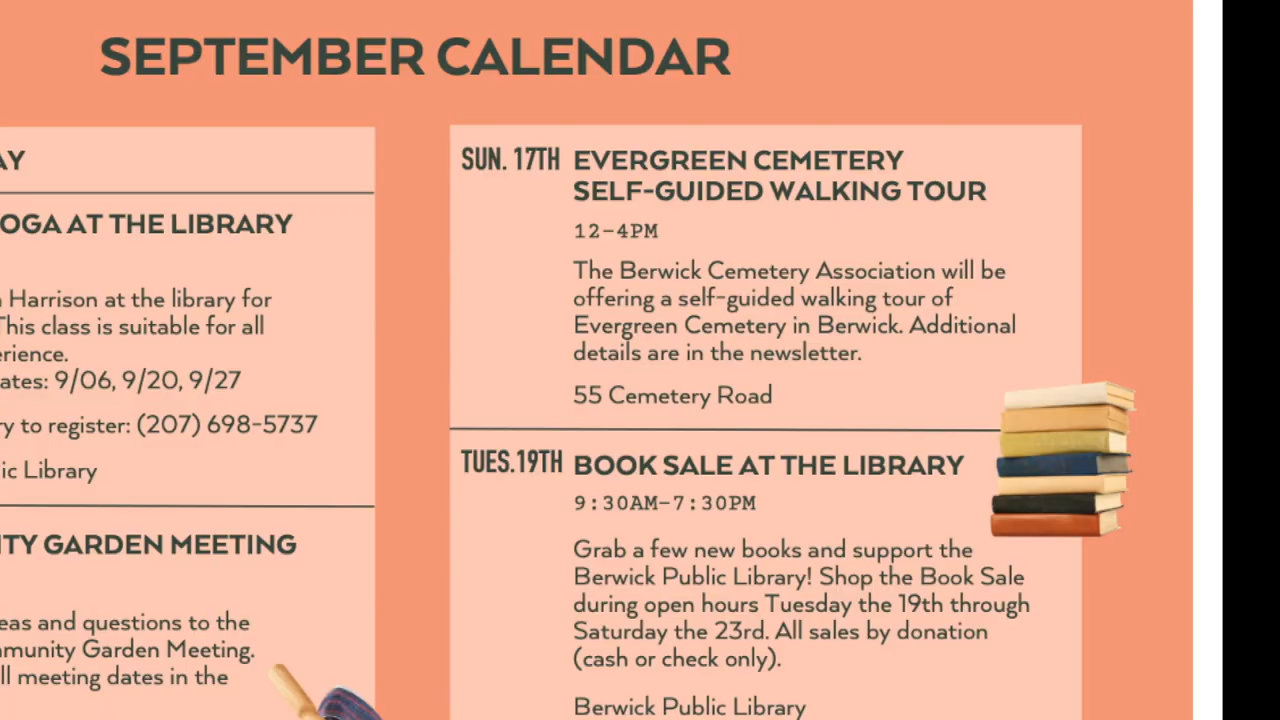 SEPTEMBER CALENDAR
AY
OGA AT THE LIBRARY
Harrison at the library for
This class is suitable for all
erience.
ates: 9/06, 9/20, 9/27
ry to register: (207) 698-5737
ic Library
ITY GARDEN MEETING
eas and questions to the
munity Garden Meeting.
ll meeting dates in the
SUN. 17TH EVERGREEN CEMETERY
SELF-GUIDED WALKING TOUR
12-4PM
The Berwick Cemetery Association will be
offering a self-guided walking tour of
Evergreen Cemetery in Berwick. Additional
details are in the newsletter.
55 Cemetery Road
TUES.19TH BOOK SALE AT THE LIBRARY
9:30AM-7:30PM
Grab a few new books and support the
Berwick Public Library! Shop the Book Sale
during open hours Tuesday the 19th through
Saturday the 23rd. All sales by donation
(cash or check only).
Berwick Public Library